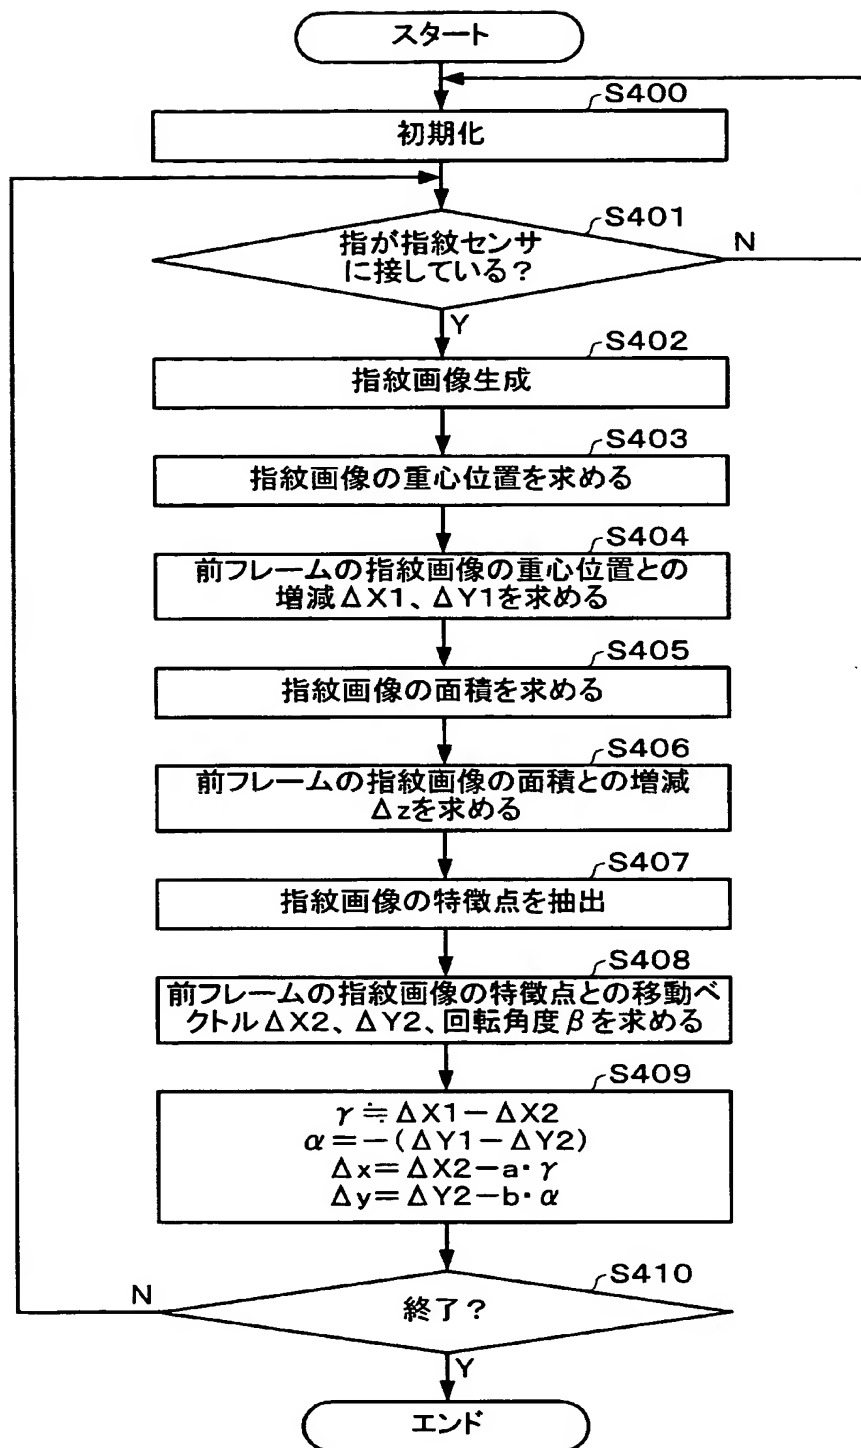 スタート
S400
初期化
S401
指が指紋センサ
に接している?
N
Y
S402
指紋画像生成
S403
指紋画像の重心位置を求める
S404
前フレームの指紋画像の重心位置との
増減ΔX1、ΔY1を求める
S405
指紋画像の面積を求める
S406
前フレームの指紋画像の面積との増減
Δzを求める
S407
指紋画像の特徴点を抽出
S408
前フレームの指紋画像の特徴点との移動ベ
クトルΔX2、ΔY2、回転角度βを求める
S409
γ≒ΔX1-ΔX2
α=-(ΔY1-ΔY2)
Δx=ΔX2-a・γ
Δy=ΔY2-b・α
S410
N
終了?
Y
エンド